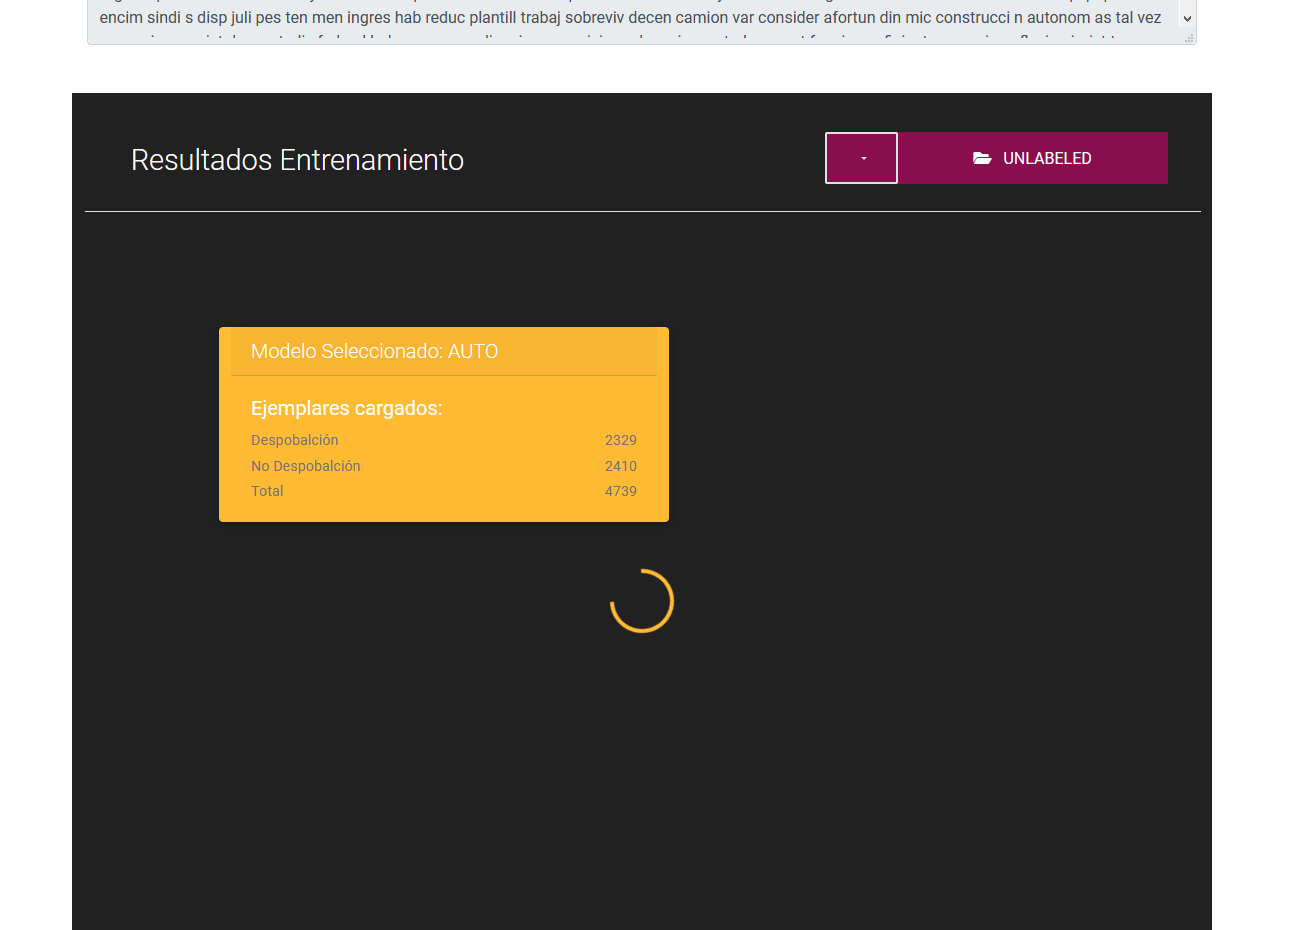 encim sindi s disp juli pes ten men ingres hab reduc plantill trabaj sobreviv decen camion var consider afortun din mic construcci n autonom as tal vez
Resultados Entrenamiento
UNLABELED
Modelo Seleccionado: AUTO
Ejemplares cargados:
Despobalción 2329
No Despobalción 2410
Total 4739